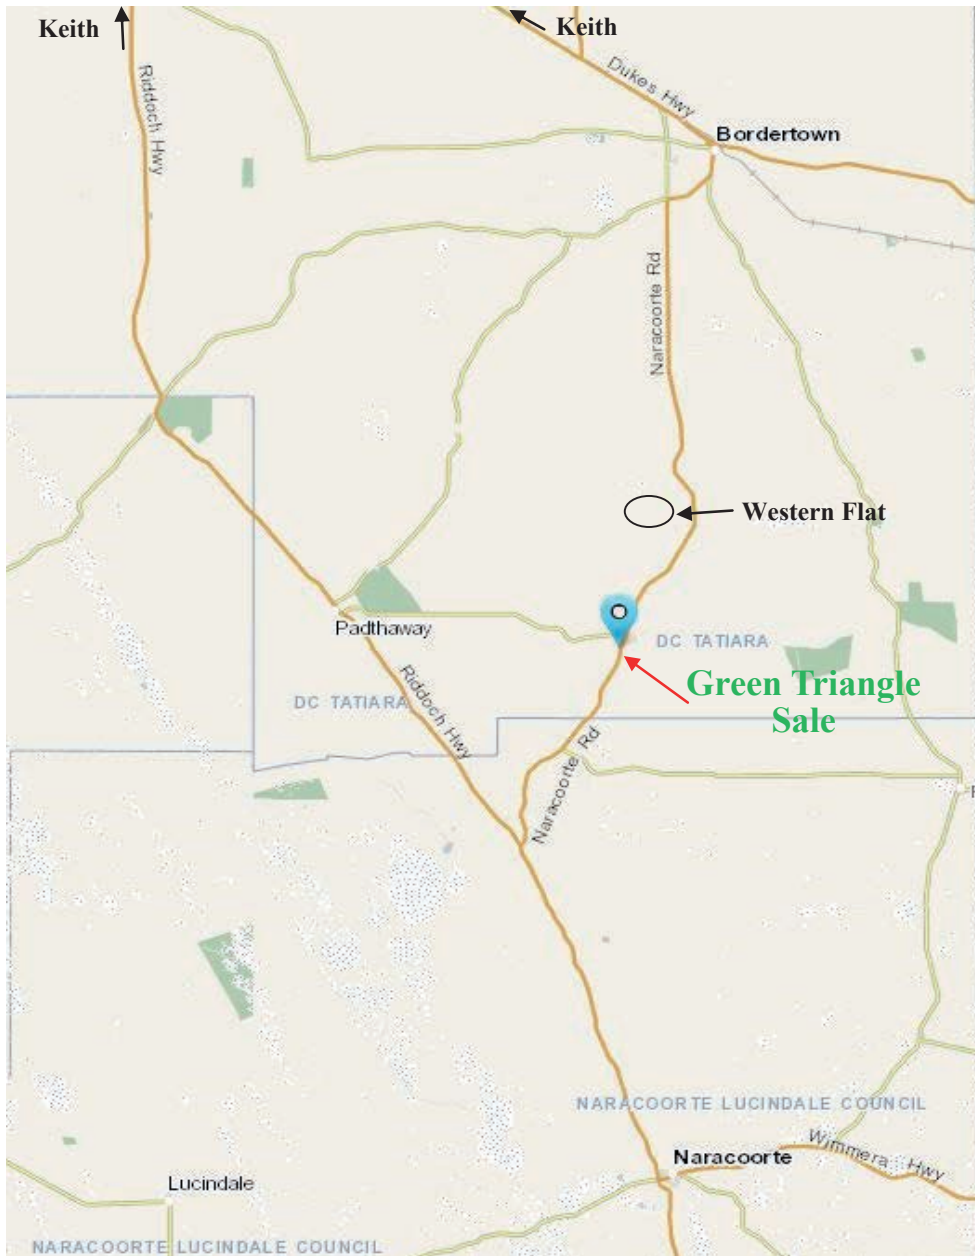 Keith
Keith
Riddoch Hwy
Dukes Hwy
Bordertown
Naracoorte Rd
Western Flat
Padthaway
DC TATIARA
Green Triangle
Sale
DC TATIARA
Riddoch Hwy
Naracoorte Rd
NARACOORTE LUCINDALE COUNCIL
Naracoorte
Wimmera Hwy
Lucindale
NARACOORTE LUCINDALE COUNCIL